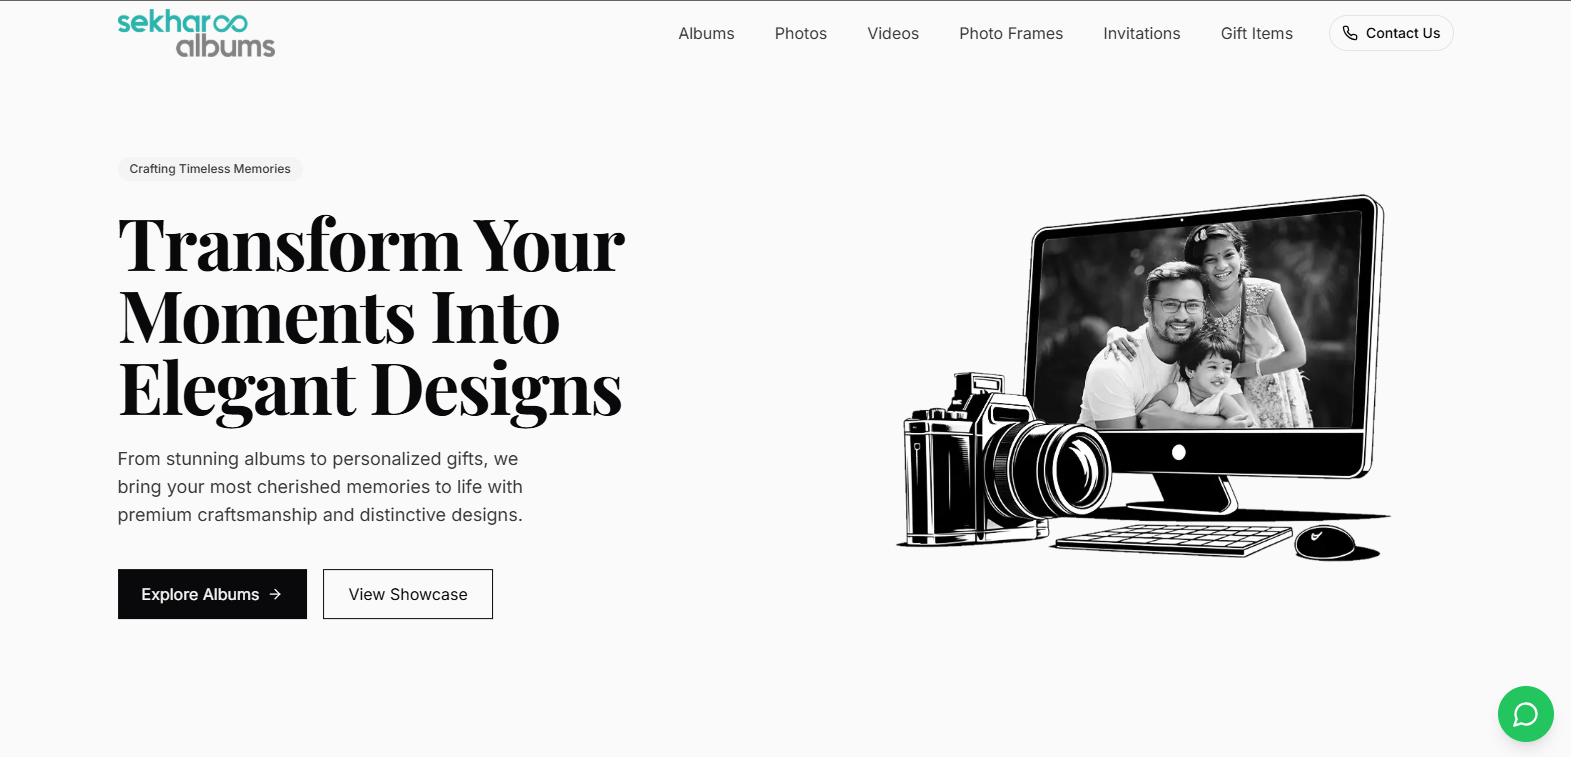 sekhar
albums
Albums
Photos
Videos
Photo Frames
Invitations
Gift Items
Contact Us
Crafting Timeless Memories
Transform Your
Moments Into
Elegant Designs
From stunning albums to personalized gifts, we
bring your most cherished memories to life with
premium craftsmanship and distinctive designs.
Explore Albums →
View Showcase